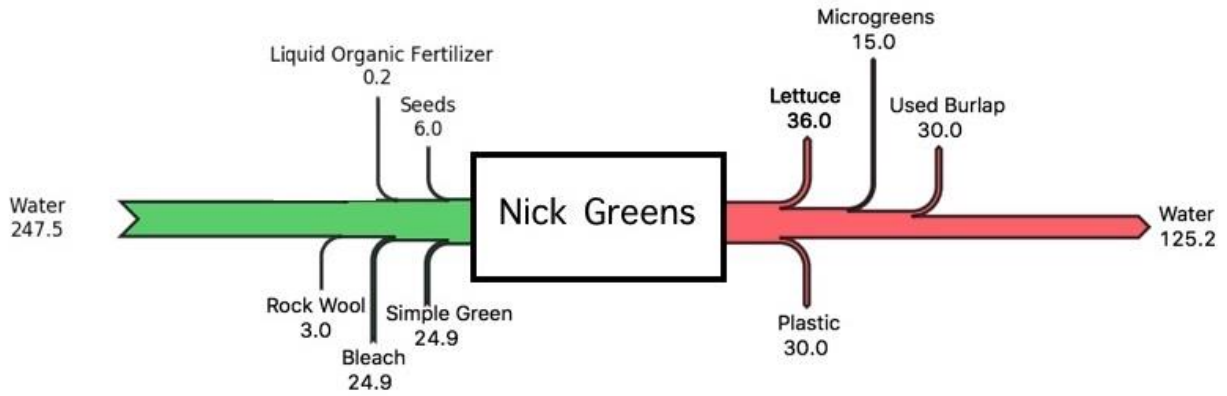 Microgreens
15.0
Liquid Organic Fertilizer
0.2
Seeds
6.0
Lettuce
36.0
Used Burlap
30.0
Water
247.5
Nick Greens
Water
125.2
Rock Wool
3.0
Simple Green
24.9
Bleach
24.9
Plastic
30.0